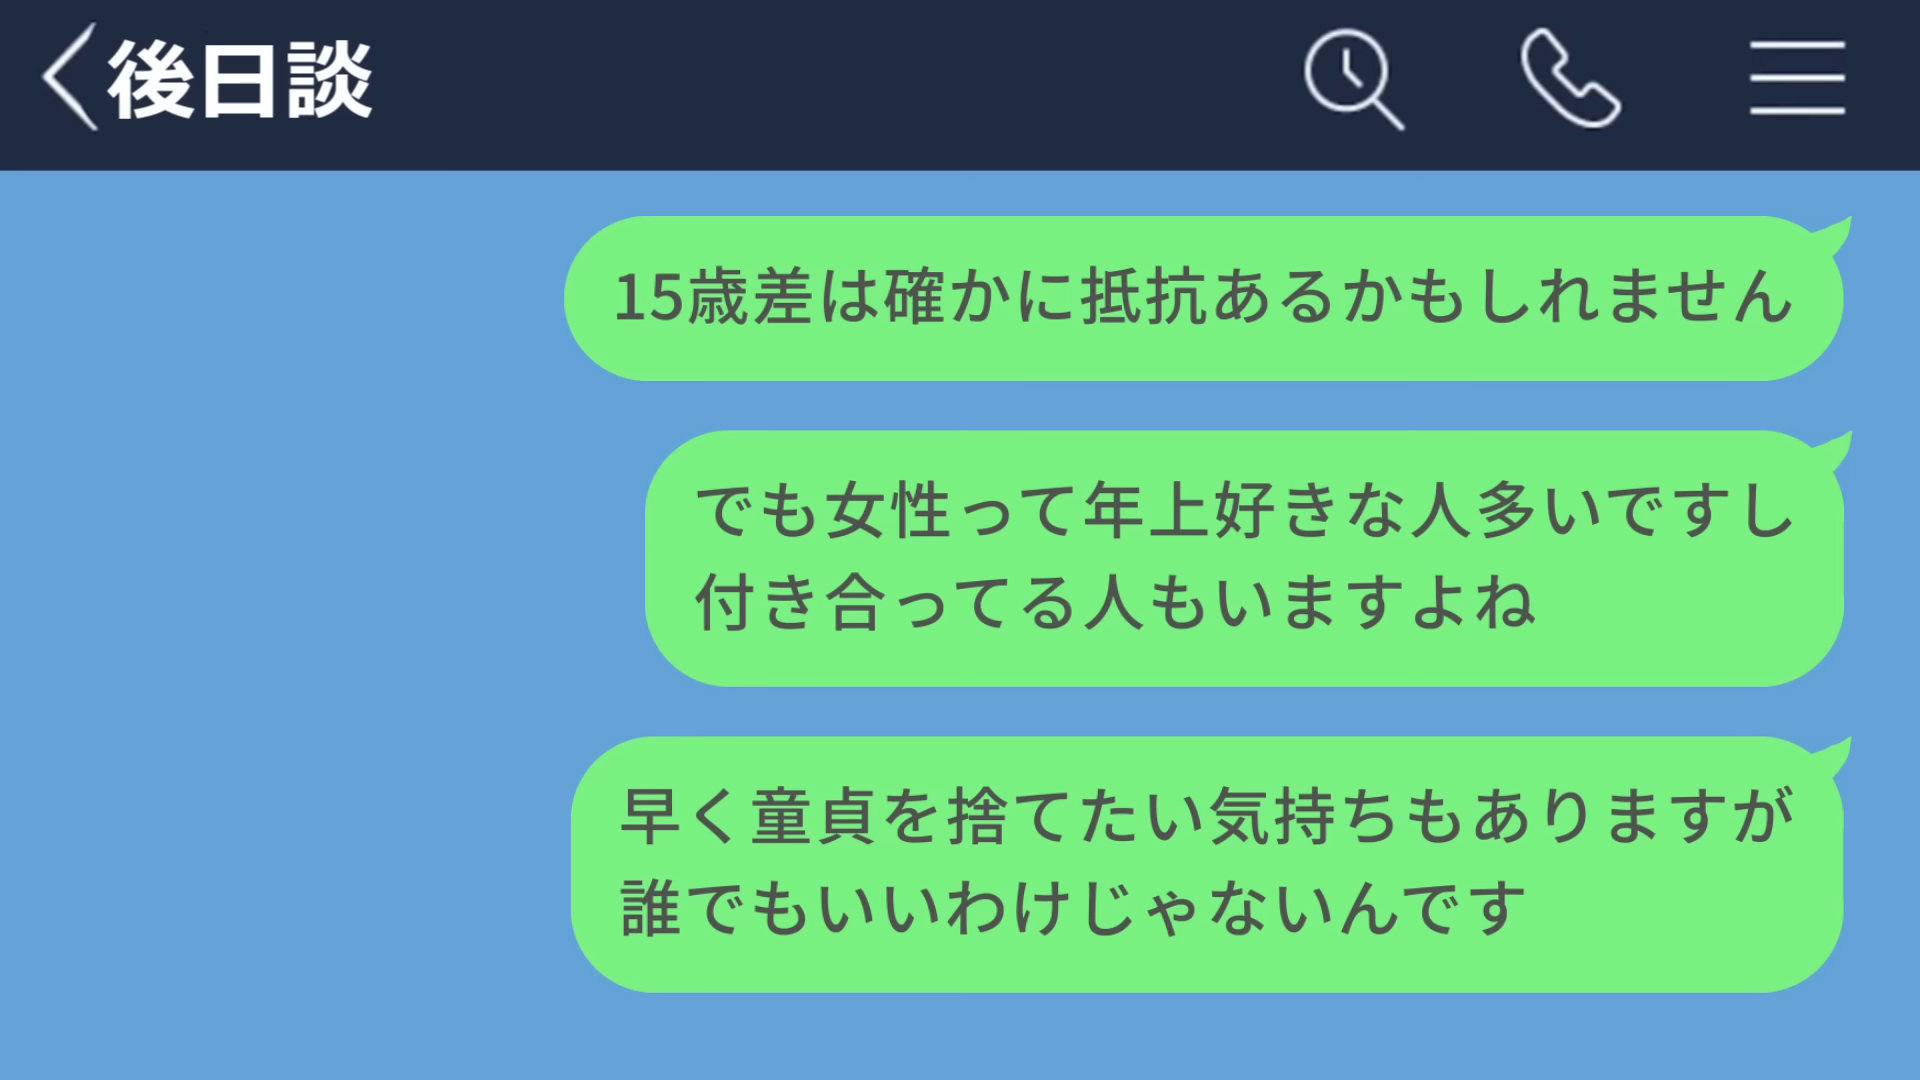 後日談
15歳差は確かに抵抗あるかもしれません
でも女性って年上好きな人多いですし
付き合ってる人もいますよね
早く童貞を捨てたい気持ちもありますが
誰でもいいわけじゃないんです